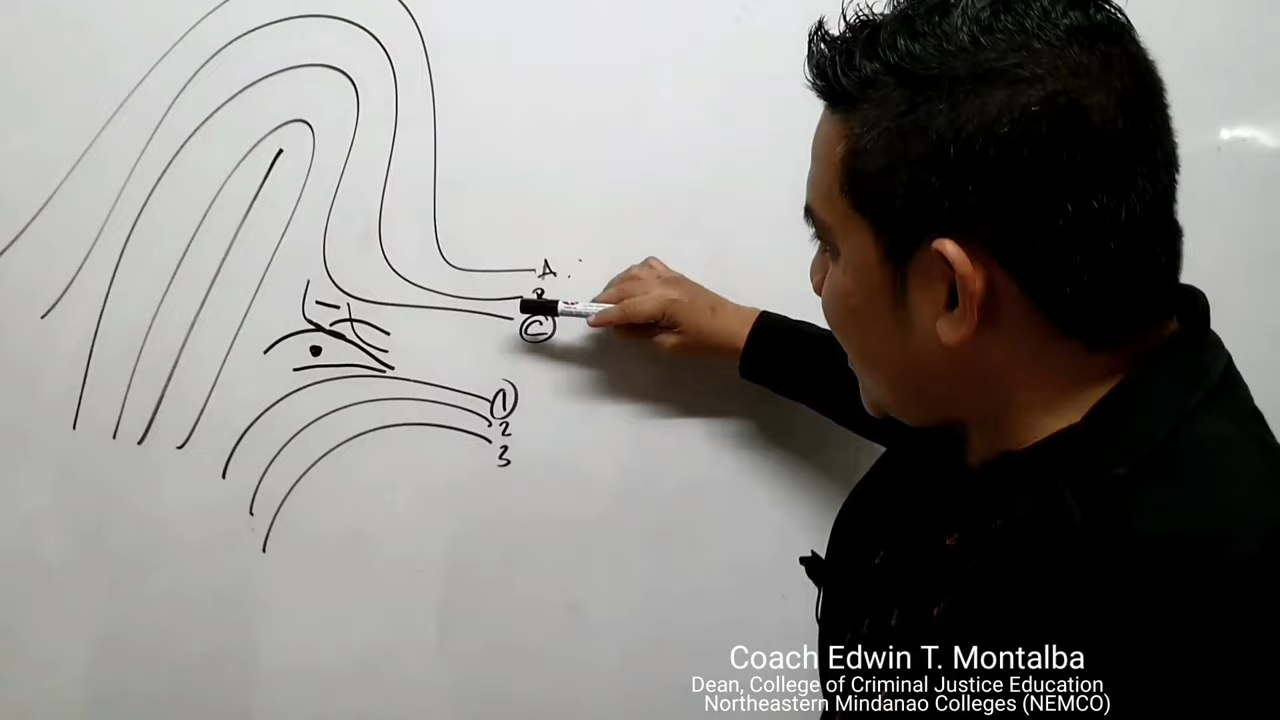 A.
B
C
1
2
3
Coach Edwin T. Montalba
Dean, College of Criminal Justice Education
Northeastern Mindanao Colleges (NEMCO)